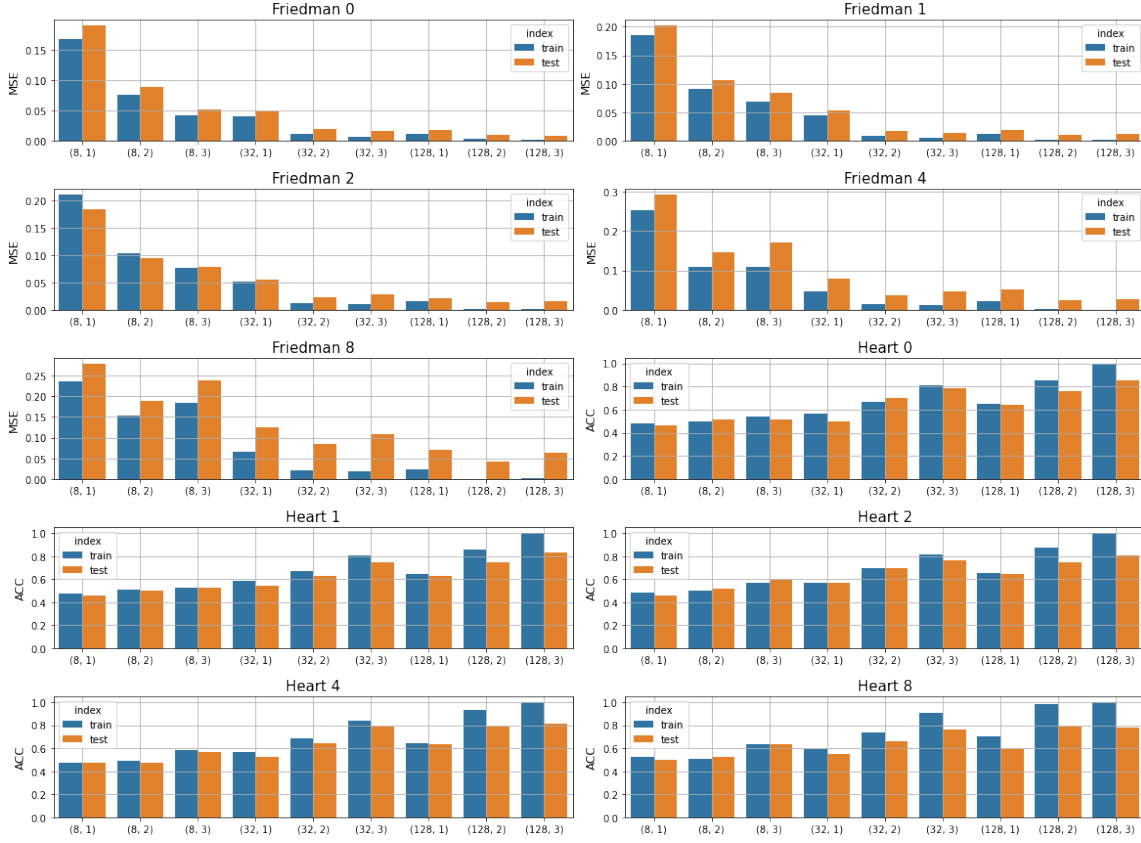 Friedman 0
MSE
0.15
0.10
0.05
0.00
index
train
test
(8, 1) (8, 2) (8, 3) (32, 1) (32, 2) (32, 3) (128, 1) (128, 2) (128, 3)
Friedman 1
MSE
0.20
0.15
0.10
0.05
0.00
index
train
test
(8, 1) (8, 2) (8, 3) (32, 1) (32, 2) (32, 3) (128, 1) (128, 2) (128, 3)
Friedman 2
MSE
0.20
0.15
0.10
0.05
0.00
index
train
test
(8, 1) (8, 2) (8, 3) (32, 1) (32, 2) (32, 3) (128, 1) (128, 2) (128, 3)
Friedman 4
MSE
0.3
0.2
0.1
0.0
index
train
test
(8, 1) (8, 2) (8, 3) (32, 1) (32, 2) (32, 3) (128, 1) (128, 2) (128, 3)
Friedman 8
MSE
0.25
0.20
0.15
0.10
0.05
0.00
index
train
test
(8, 1) (8, 2) (8, 3) (32, 1) (32, 2) (32, 3) (128, 1) (128, 2) (128, 3)
Heart 0
ACC
1.0
0.8
0.6
0.4
0.2
0.0
index
train
test
(8, 1) (8, 2) (8, 3) (32, 1) (32, 2) (32, 3) (128, 1) (128, 2) (128, 3)
Heart 1
ACC
1.0
0.8
0.6
0.4
0.2
0.0
index
train
test
(8, 1) (8, 2) (8, 3) (32, 1) (32, 2) (32, 3) (128, 1) (128, 2) (128, 3)
Heart 2
ACC
1.0
0.8
0.6
0.4
0.2
0.0
index
train
test
(8, 1) (8, 2) (8, 3) (32, 1) (32, 2) (32, 3) (128, 1) (128, 2) (128, 3)
Heart 4
ACC
1.0
0.8
0.6
0.4
0.2
0.0
index
train
test
(8, 1) (8, 2) (8, 3) (32, 1) (32, 2) (32, 3) (128, 1) (128, 2) (128, 3)
Heart 8
ACC
1.0
0.8
0.6
0.4
0.2
0.0
index
train
test
(8, 1) (8, 2) (8, 3) (32, 1) (32, 2) (32, 3) (128, 1) (128, 2) (128, 3)